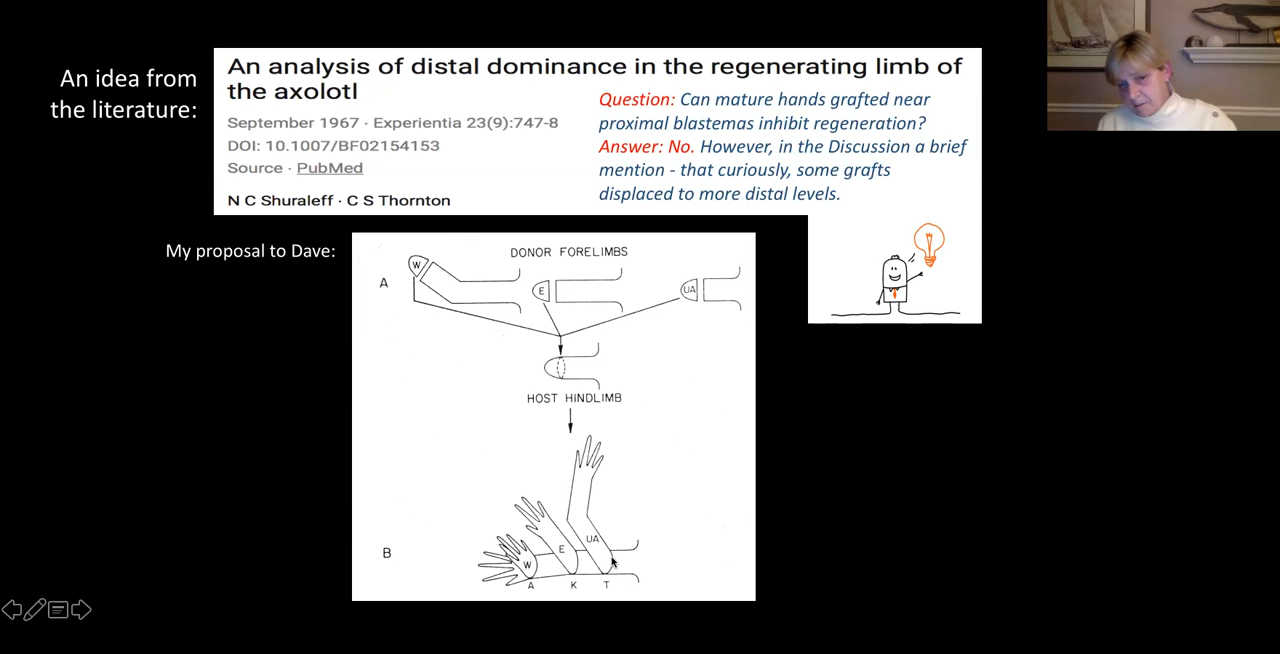 An idea from
the literature:
An analysis of distal dominance in the regenerating limb of
the axolotl
September 1967 · Experientia 23(9):747-8
DOI: 10.1007/BF02154153
Source · PubMed
N C Shuraleff · C S Thornton
Question: Can mature hands grafted near
proximal blastemas inhibit regeneration?
Answer: No. However, in the Discussion a brief
mention - that curiously, some grafts
displaced to more distal levels.
My proposal to Dave:
DONOR FORELIMBS
W
A
E
UA
HOST HINDLIMB
B
W
E
UA
A
K
T